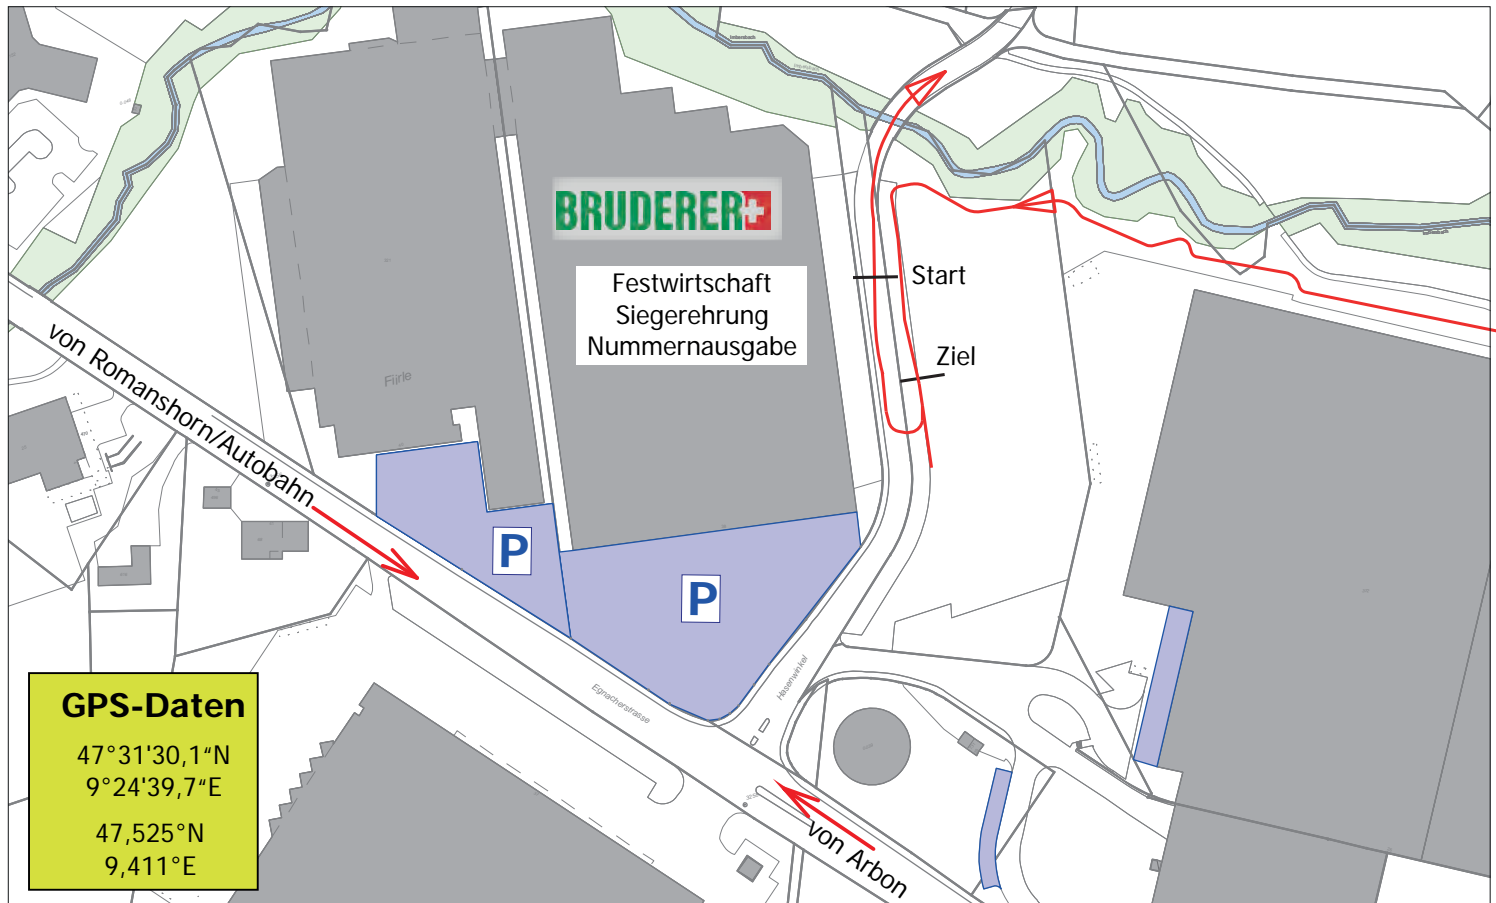 BRUDERER
Festwirtschaft
Siegerehrung
Nummernausgabe
Start
Ziel
von Romanshorn/Autobahn
Fiirle
P
P
Egnacherstrasse
Hasenwinkel
von Arbon
GPS-Daten
47°31'30,1“N
9°24'39,7“E
47,525°N
9,411°E